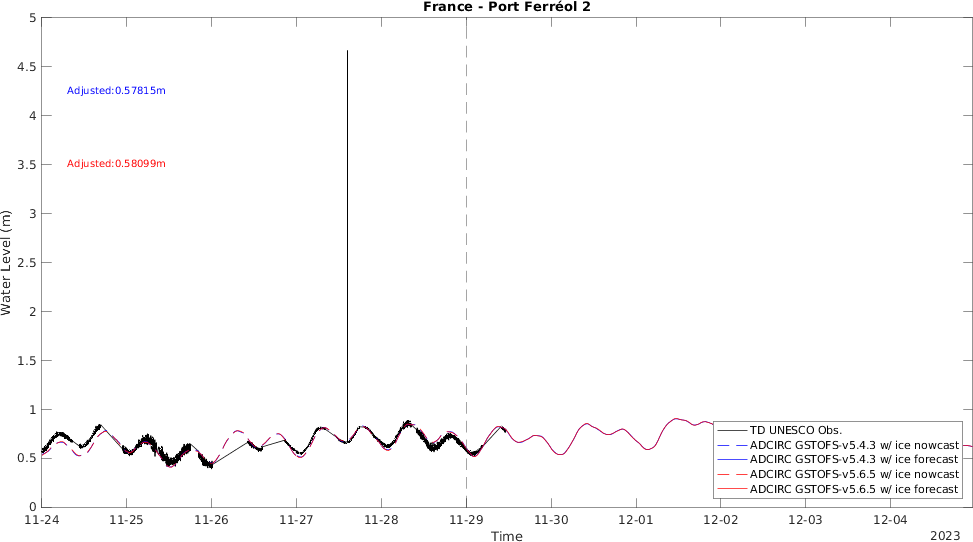 France - Port Ferréol 2
5
4.5
4
3.5
3
2.5
2
1.5
1
0.5
0
Water Level (m)
Adjusted:0.57815m
Adjusted:0.58099m
TD UNESCO Obs.
ADCIRC GSTOFS-v5.4.3 w/ ice nowcast
ADCIRC GSTOFS-v5.4.3 w/ ice forecast
ADCIRC GSTOFS-v5.6.5 w/ ice nowcast
ADCIRC GSTOFS-v5.6.5 w/ ice forecast
11-24 11-25 11-26 11-27 11-28 11-29 11-30 12-01 12-02 12-03 12-04
Time
2023